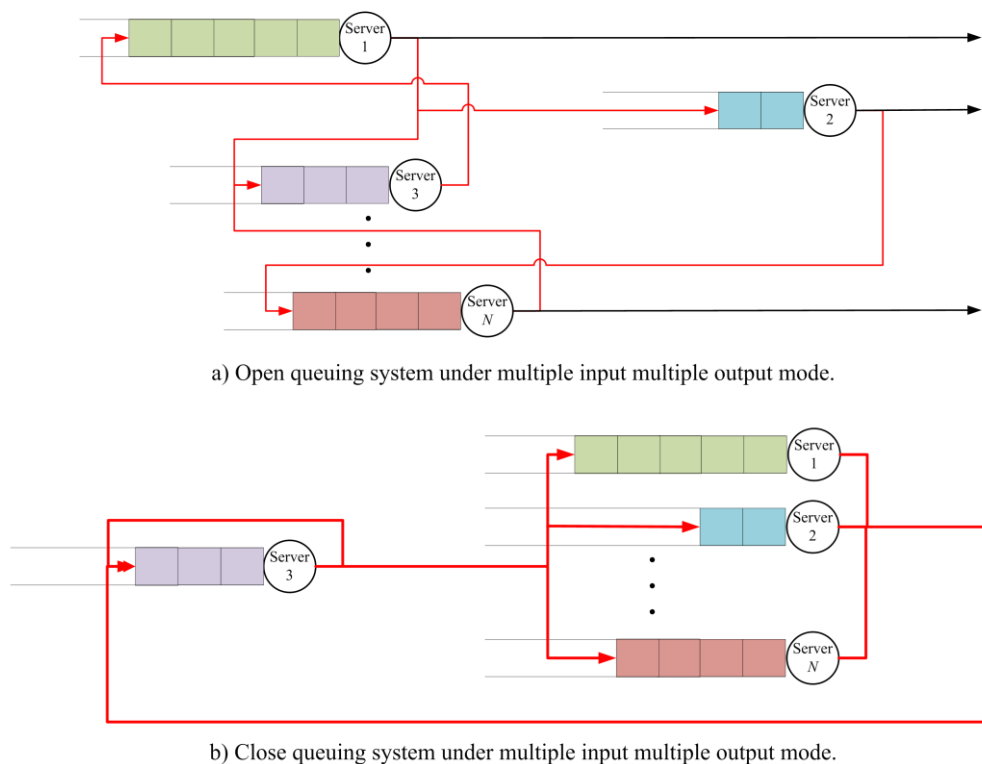 Server
1
Server
2
Server
3
Server
N
a) Open queuing system under multiple input multiple output mode.
Server
1
Server
2
Server
3
Server
N
b) Close queuing system under multiple input multiple output mode.